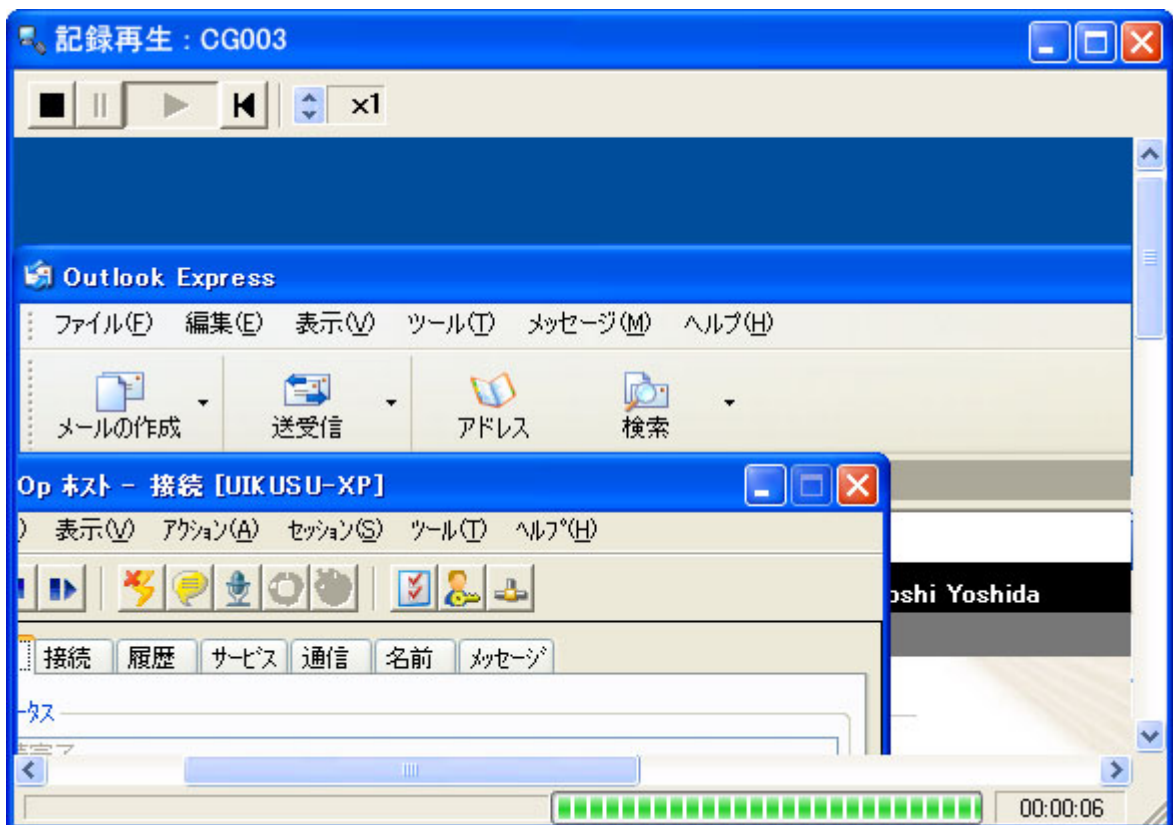 記録再生 : CG003
x1
Outlook Express
ファイル(F) 編集(E) 表示(V) ツール(T) メッセージ(M) ヘルプ(H)
メールの作成 送受信 アドレス 検索
Op ホスト - 接続 [UIKUSU-XP]
) 表示(V) アクション(A) セッション(S) ツール(T) ヘルプ(H)
oshi Yoshida
接続 履歴 サービス 通信 名前 メッセージ
ータス
00:00:06